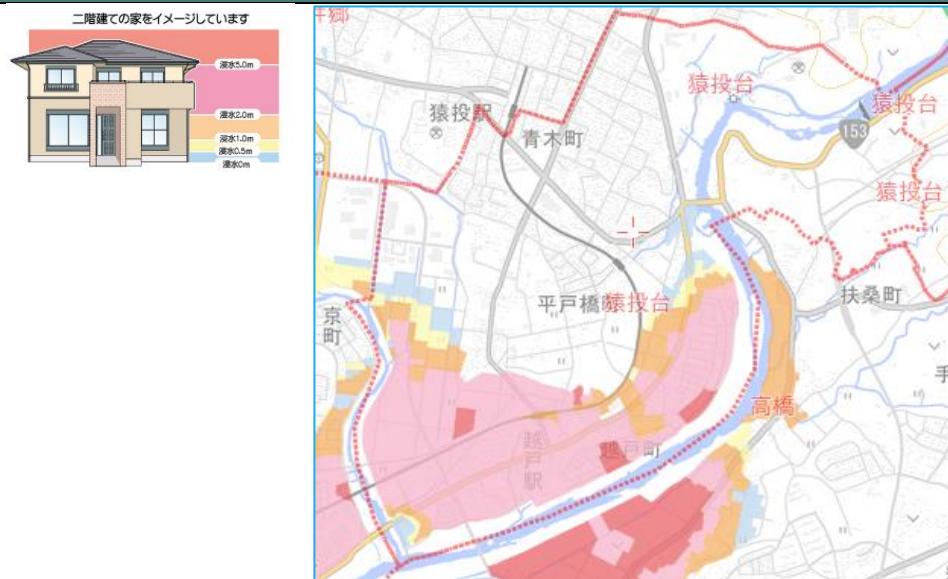 二階建ての家をイメージしています
浸水5.0m
浸水2.0m
浸水1.0m
浸水0.5m
浸水0m
猿投台
猿投駅
青木町
153
猿投台
猿投台
扶桑町
平戸橋
猿投台
京町
高橋
越戸町
越戸駅